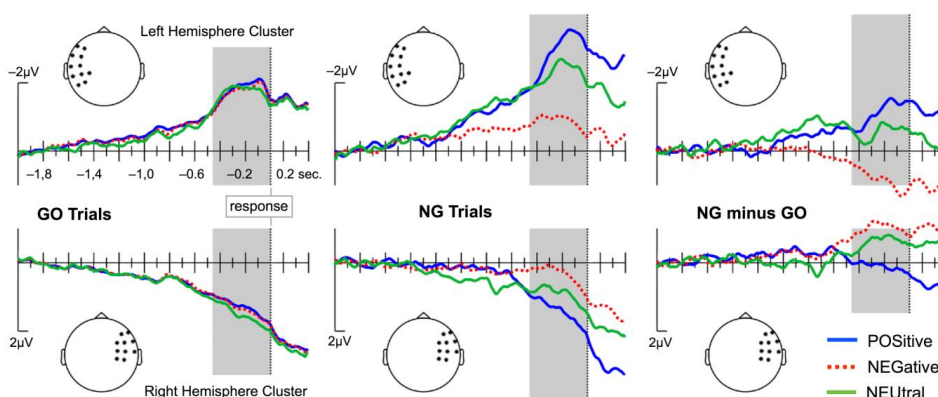 Left Hemisphere Cluster
–2µV
–2µV
–2µV
–1,8
–1,4
–1,0
–0.6
–0.2
0.2 sec.
response
GO Trials
NG Trials
NG minus GO
2µV
2µV
2µV
Right Hemisphere Cluster
POSitive
NEGative
NEUtral